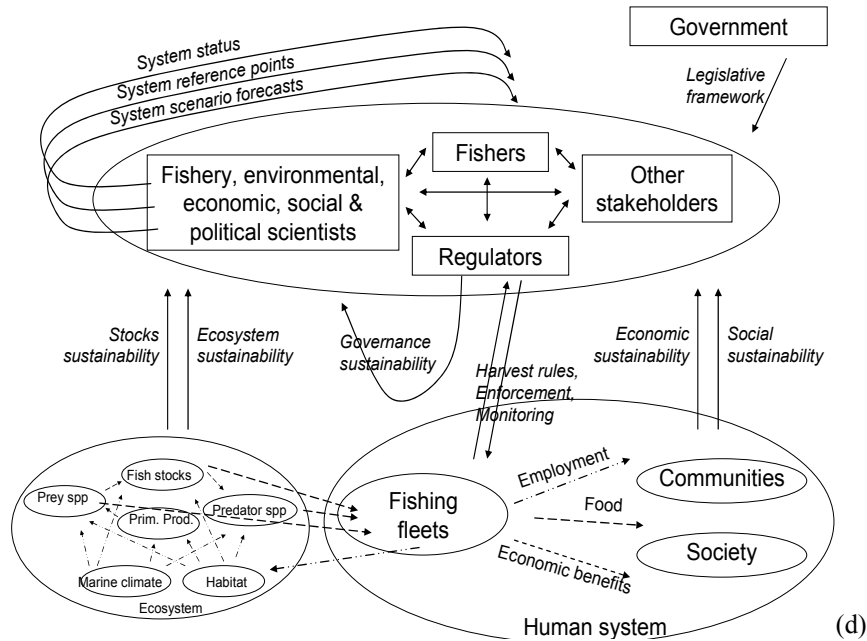 Government
System status
System reference points
System scenario forecasts
Legislative
framework
Fishers
Fishery, environmental,
economic, social &
political scientists
Other
stakeholders
Regulators
Stocks
sustainability
Ecosystem
sustainability
Governance
sustainability
Harvest rules,
Enforcement,
Monitoring
Economic
sustainability
Social
sustainability
Fish stocks
Prey spp
Predator spp
Prim. Prod.
Marine climate
Habitat
Ecosystem
Fishing
fleets
Employment
Food
Economic benefits
Communities
Society
Human system
(d)